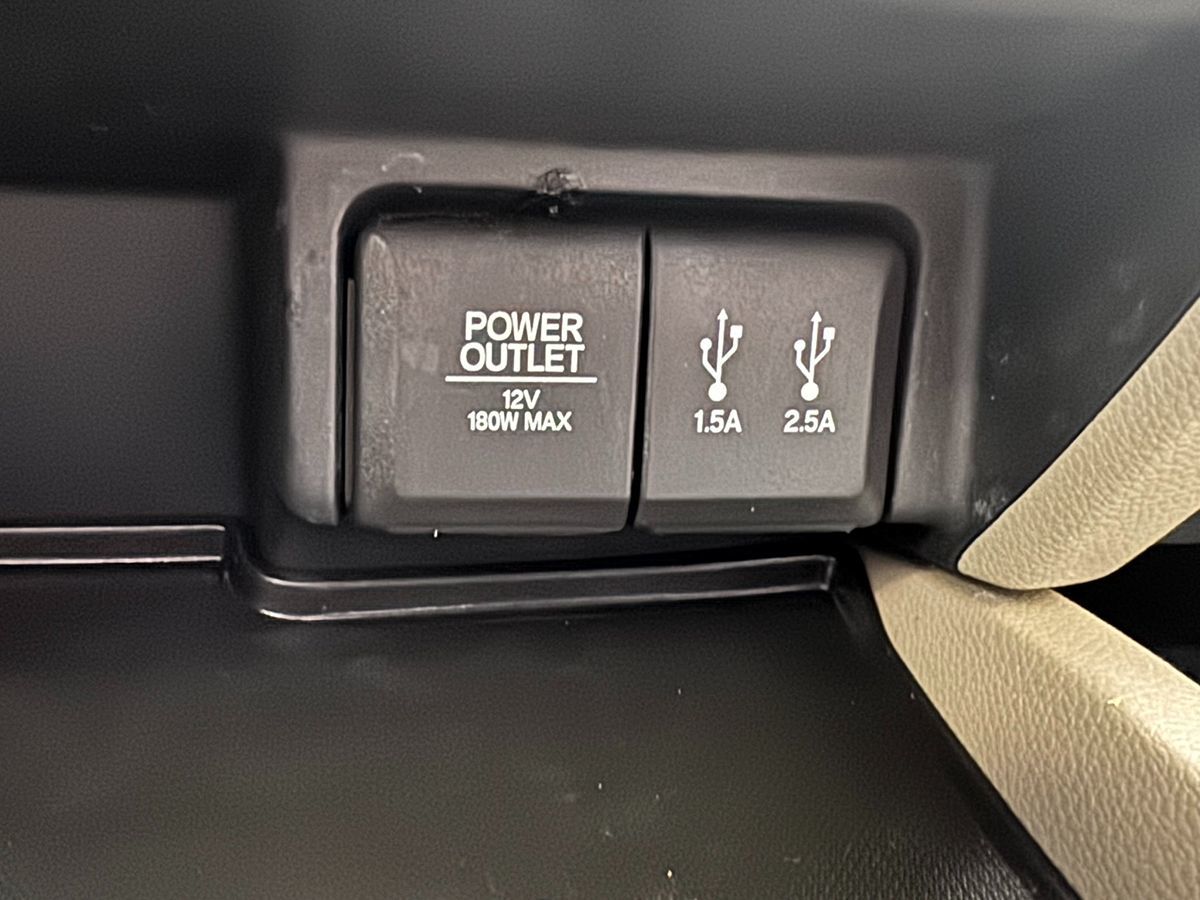 POWER
OUTLET
12V
180W MAX
1.5A 2.5A